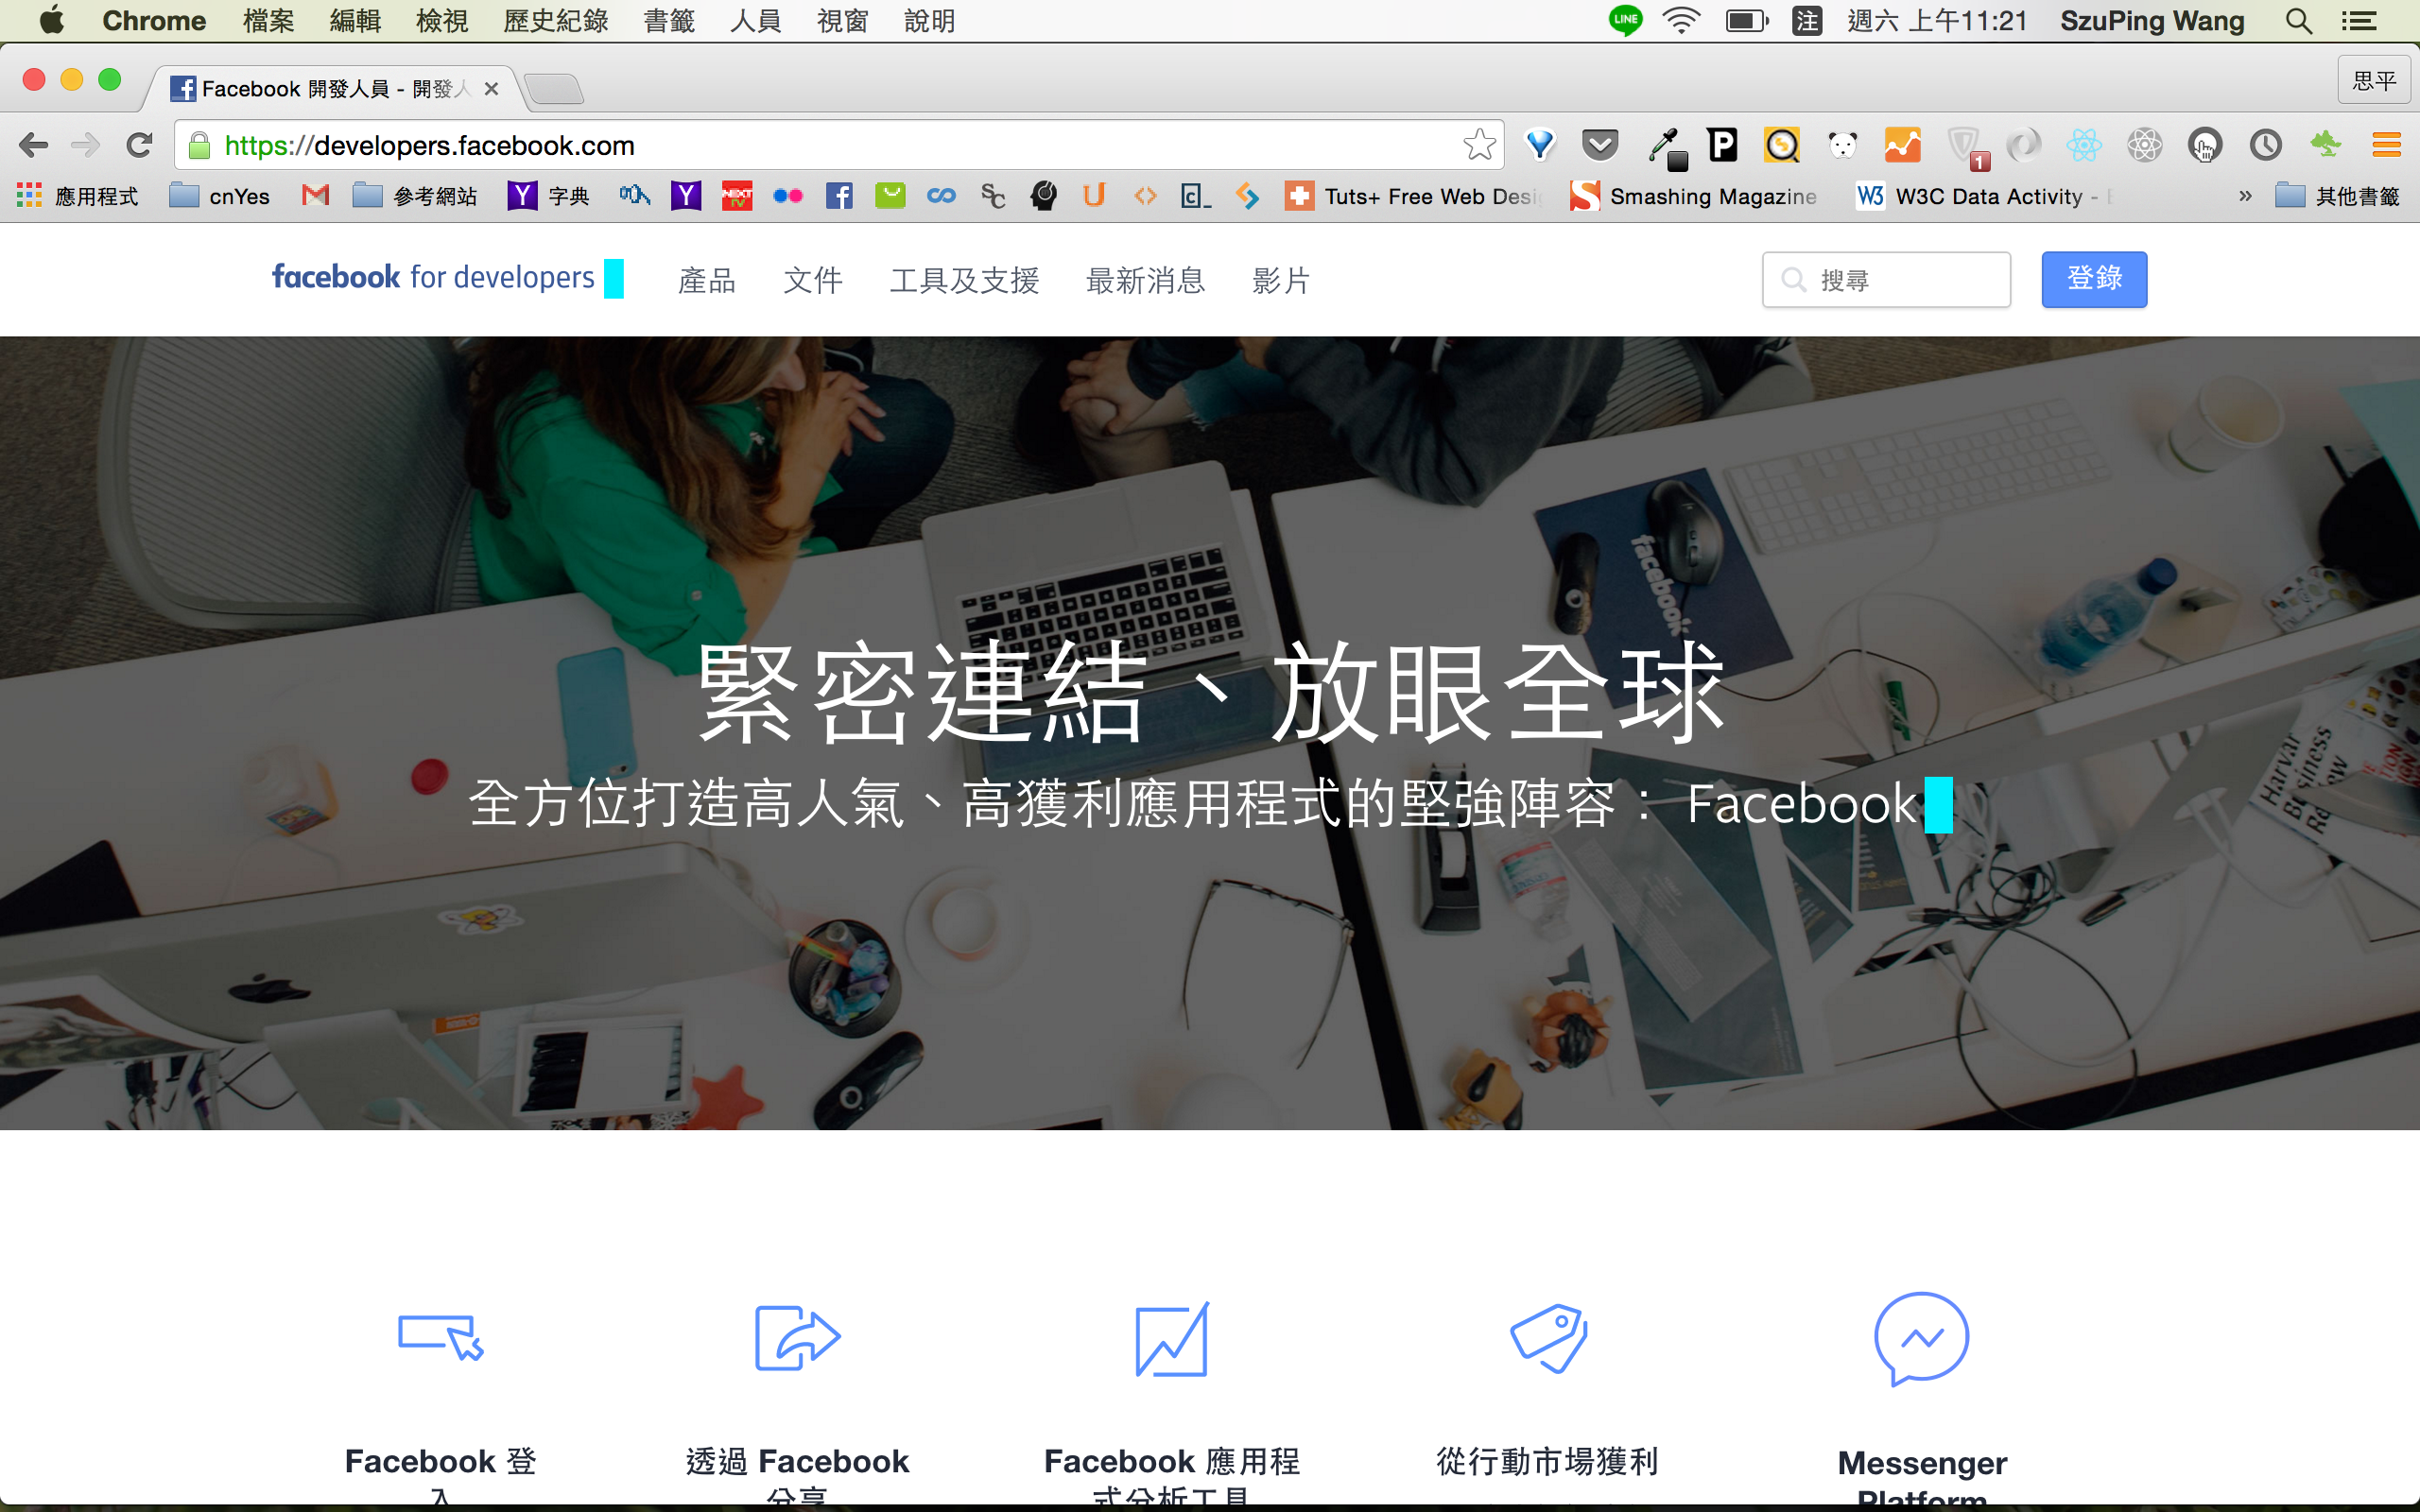 Chrome 檔案 編輯 檢視 歷史紀錄 書籤 人員 視窗 說明 LINE 注 週六 上午11:21 SzuPing Wang
Facebook 開發人員 - 開發人 思平
https://developers.facebook.com 1
應用程式 cnYes 參考網站 字典 Tuts+ Free Web Desi Smashing Magazine W3C Data Activity - » 其他書籤
facebook for developers 產品 文件 工具及支援 最新消息 影片 搜尋 登錄
facebook
緊密連結、放眼全球
全方位打造高人氣、高獲利應用程式的堅強陣容： Facebook
Facebook 登入
透過 Facebook 分享
Facebook 應用程式分析工具
從行動市場獲利
Messenger Platform